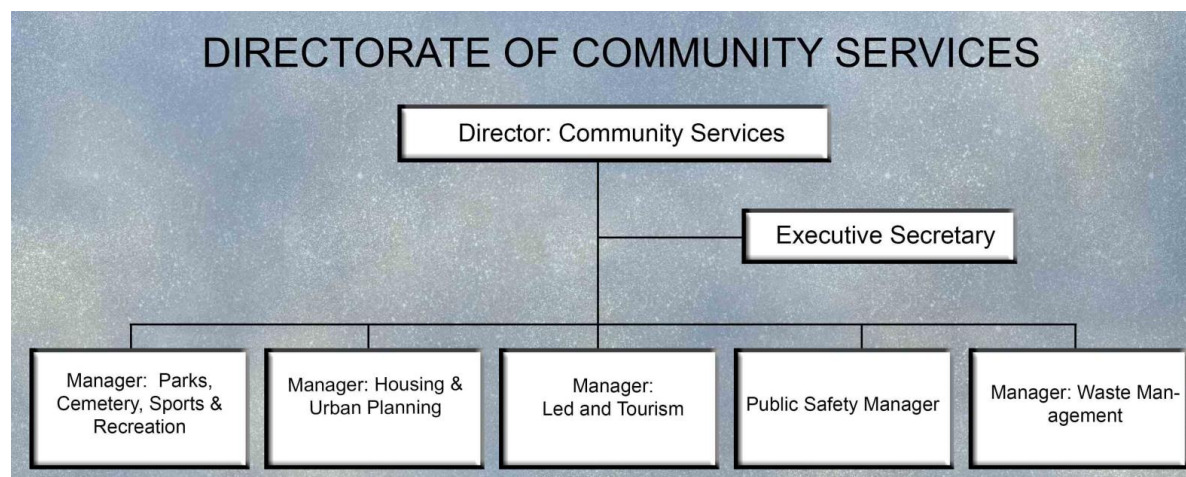 DIRECTORATE OF COMMUNITY SERVICES
Director: Community Services
Executive Secretary
Manager: Parks,
Cemetery, Sports &
Recreation
Manager: Housing &
Urban Planning
Manager:
Led and Tourism
Public Safety Manager
Manager: Waste Man-
agement